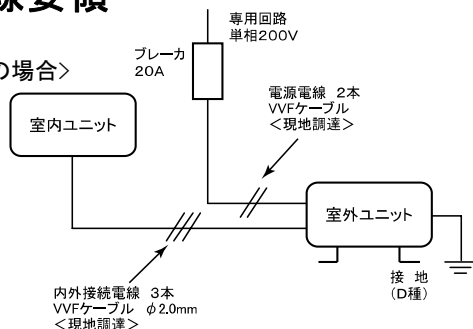 線要領
の場合>
専用回路
単相200V
ブレーカ
20A
電源電線 2本
VVFケーブル
<現地調達>
室内ユニット
室外ユニット
接 地
(D種)
内外接続電線 3本
VVFケーブル φ2.0mm
<現地調達>